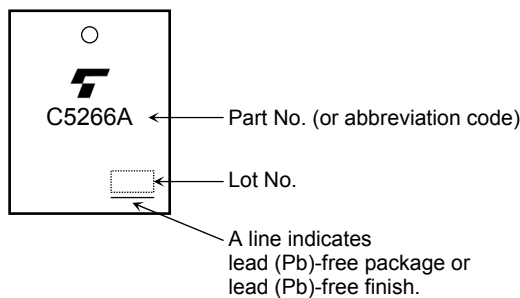 C5266A
Part No. (or abbreviation code)
Lot No.
A line indicates
lead (Pb)-free package or
lead (Pb)-free finish.